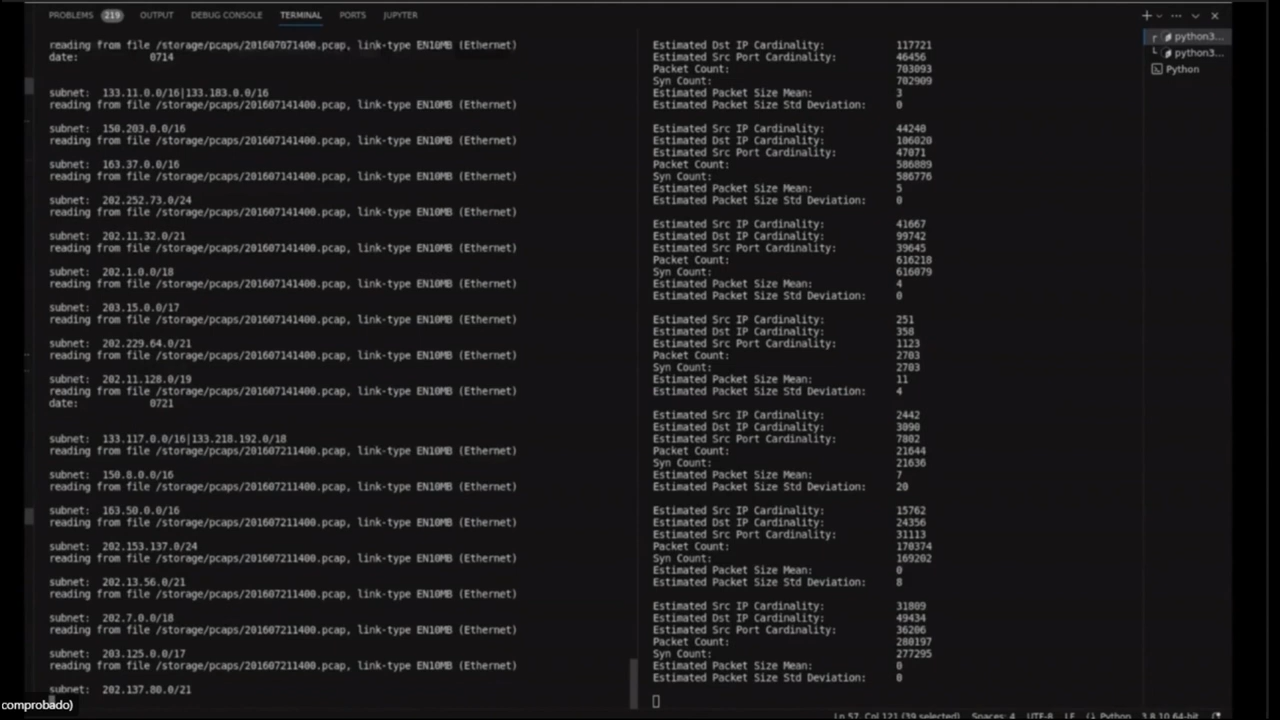 PROBLEMS 219 OUTPUT DEBUG CONSOLE TERMINAL PORTS JUPYTER
reading from file /storage/pcaps/201607071400.pcap, link-type EN10MB (Ethernet)
date: 0714
subnet: 133.11.0.0/16|133.183.0.0/16
reading from file /storage/pcaps/201607141400.pcap, link-type EN10MB (Ethernet)
subnet: 150.203.0.0/16
reading from file /storage/pcaps/201607141400.pcap, link-type EN10MB (Ethernet)
subnet: 163.37.0.0/16
reading from file /storage/pcaps/201607141400.pcap, link-type EN10MB (Ethernet)
subnet: 202.252.73.0/24
reading from file /storage/pcaps/201607141400.pcap, link-type EN10MB (Ethernet)
subnet: 202.11.32.0/21
reading from file /storage/pcaps/201607141400.pcap, link-type EN10MB (Ethernet)
subnet: 202.1.0.0/18
reading from file /storage/pcaps/201607141400.pcap, link-type EN10MB (Ethernet)
subnet: 203.15.0.0/17
reading from file /storage/pcaps/201607141400.pcap, link-type EN10MB (Ethernet)
subnet: 202.229.64.0/21
reading from file /storage/pcaps/201607141400.pcap, link-type EN10MB (Ethernet)
subnet: 202.11.128.0/19
reading from file /storage/pcaps/201607141400.pcap, link-type EN10MB (Ethernet)
date: 0721
subnet: 133.117.0.0/16|133.218.192.0/18
reading from file /storage/pcaps/201607211400.pcap, link-type EN10MB (Ethernet)
subnet: 150.8.0.0/16
reading from file /storage/pcaps/201607211400.pcap, link-type EN10MB (Ethernet)
subnet: 163.50.0.0/16
reading from file /storage/pcaps/201607211400.pcap, link-type EN10MB (Ethernet)
subnet: 202.153.137.0/24
reading from file /storage/pcaps/201607211400.pcap, link-type EN10MB (Ethernet)
subnet: 202.13.56.0/21
reading from file /storage/pcaps/201607211400.pcap, link-type EN10MB (Ethernet)
subnet: 202.7.0.0/18
reading from file /storage/pcaps/201607211400.pcap, link-type EN10MB (Ethernet)
subnet: 203.125.0.0/17
reading from file /storage/pcaps/201607211400.pcap, link-type EN10MB (Ethernet)
subnet: 202.137.80.0/21
comprobado)
Estimated Dst IP Cardinality: 117721
Estimated Src Port Cardinality: 46456
Packet Count: 703093
Syn Count: 702909
Estimated Packet Size Mean: 3
Estimated Packet Size Std Deviation: 0
Estimated Src IP Cardinality: 44240
Estimated Dst IP Cardinality: 106020
Estimated Src Port Cardinality: 47071
Packet Count: 586889
Syn Count: 586776
Estimated Packet Size Mean: 5
Estimated Packet Size Std Deviation: 0
Estimated Src IP Cardinality: 41667
Estimated Dst IP Cardinality: 99742
Estimated Src Port Cardinality: 39645
Packet Count: 616218
Syn Count: 616079
Estimated Packet Size Mean: 4
Estimated Packet Size Std Deviation: 0
Estimated Src IP Cardinality: 251
Estimated Dst IP Cardinality: 358
Estimated Src Port Cardinality: 1123
Packet Count: 2703
Syn Count: 2703
Estimated Packet Size Mean: 11
Estimated Packet Size Std Deviation: 4
Estimated Src IP Cardinality: 2442
Estimated Dst IP Cardinality: 3090
Estimated Src Port Cardinality: 7802
Packet Count: 21644
Syn Count: 21636
Estimated Packet Size Mean: 7
Estimated Packet Size Std Deviation: 20
Estimated Src IP Cardinality: 15762
Estimated Dst IP Cardinality: 24356
Estimated Src Port Cardinality: 31113
Packet Count: 170374
Syn Count: 169202
Estimated Packet Size Mean: 0
Estimated Packet Size Std Deviation: 8
Estimated Src IP Cardinality: 31809
Estimated Dst IP Cardinality: 49434
Estimated Src Port Cardinality: 36206
Packet Count: 280197
Syn Count: 277295
Estimated Packet Size Mean: 0
Estimated Packet Size Std Deviation: 0
python3...
python3...
Python
Ln 57, Col 121 (39 selected) Spaces: 4 UTF-8 LF Python 3.8.10 64-bit